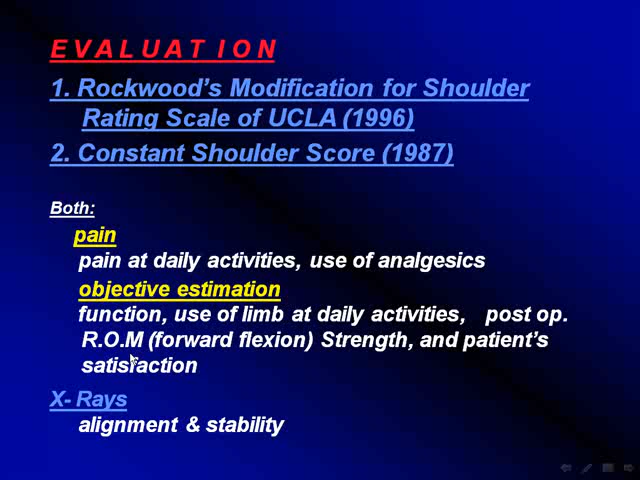 E V A L U A T I O N
1. Rockwood's Modification for Shoulder
Rating Scale of UCLA (1996)
2. Constant Shoulder Score (1987)
Both:
pain
pain at daily activities, use of analgesics
objective estimation
function, use of limb at daily activities, post op.
R.O.M (forward flexion) Strength, and patient's
satisfaction
X- Rays
alignment & stability